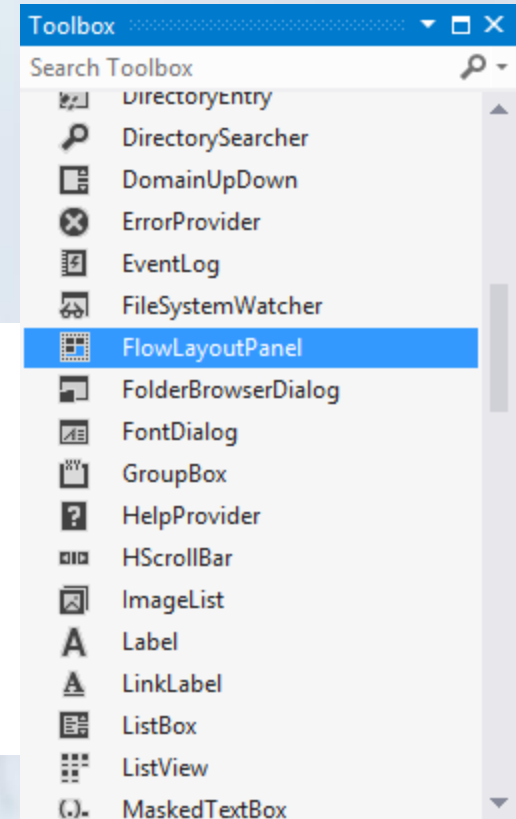 Toolbox
Search Toolbox
DirectoryEntry
DirectorySearcher
DomainUpDown
ErrorProvider
EventLog
FileSystemWatcher
FlowLayoutPanel
FolderBrowserDialog
FontDialog
GroupBox
HelpProvider
HScrollBar
ImageList
Label
LinkLabel
ListBox
ListView
MaskedTextBox